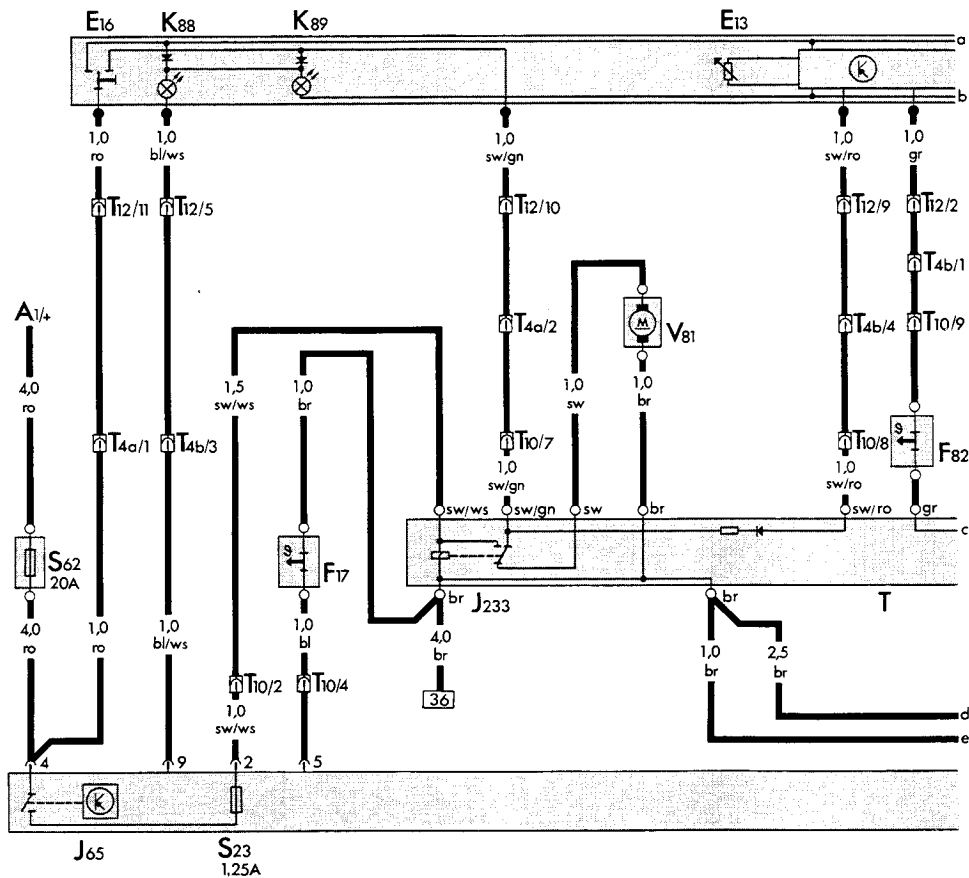 E16 K88 K89 E13
a
b
1,0 1,0 1,0 1,0 1,0
ro bl/ws sw/gn sw/ro gr
T12/11 T12/5 T12/10 T12/9 T12/2
T4b/1
A1/+
T4a/2 V81 T4b/4 T10/9
M
4,0 1,5 1,0 1,0 1,0
ro sw/ws br sw br
T4a/1 T4b/3 T10/7 T10/8 F82
1,0 1,0
sw/gn sw/ro
sw/ws sw/gn sw br sw/ro gr
c
S62
20A
F17
br J233 br T
4,0 1,0 1,0 1,0 4,0 1,0 2,5
ro ro bl/ws bl br br br
T10/2 T10/4
36
1,0
sw/ws
d
e
4 9 2 5
J65 S23
1,25A